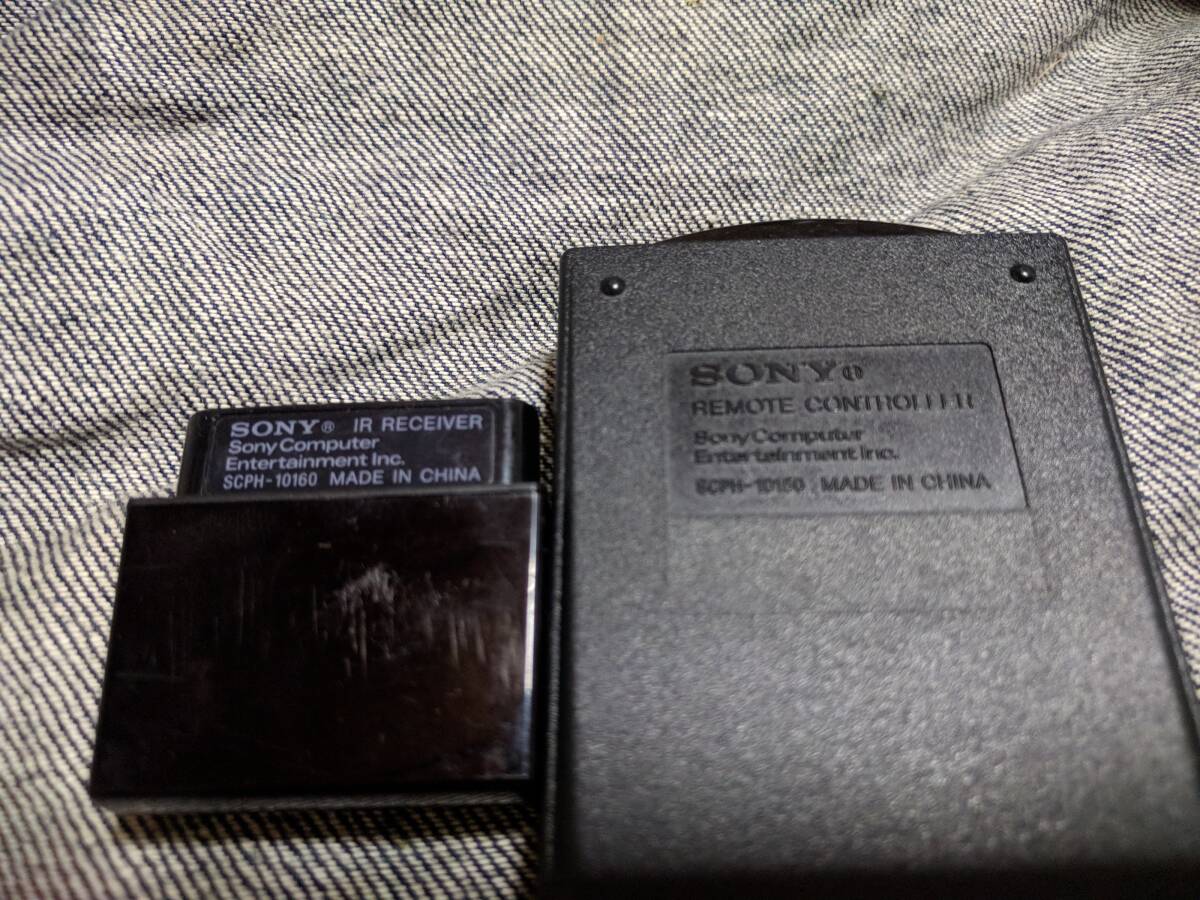 SONY® IR RECEIVER
Sony Computer
Entertainment Inc.
SCPH-10160 MADE IN CHINA
SONY®
REMOTE CONTROLLER
Sony Computer
Entertainment Inc.
SCPH-10150 MADE IN CHINA